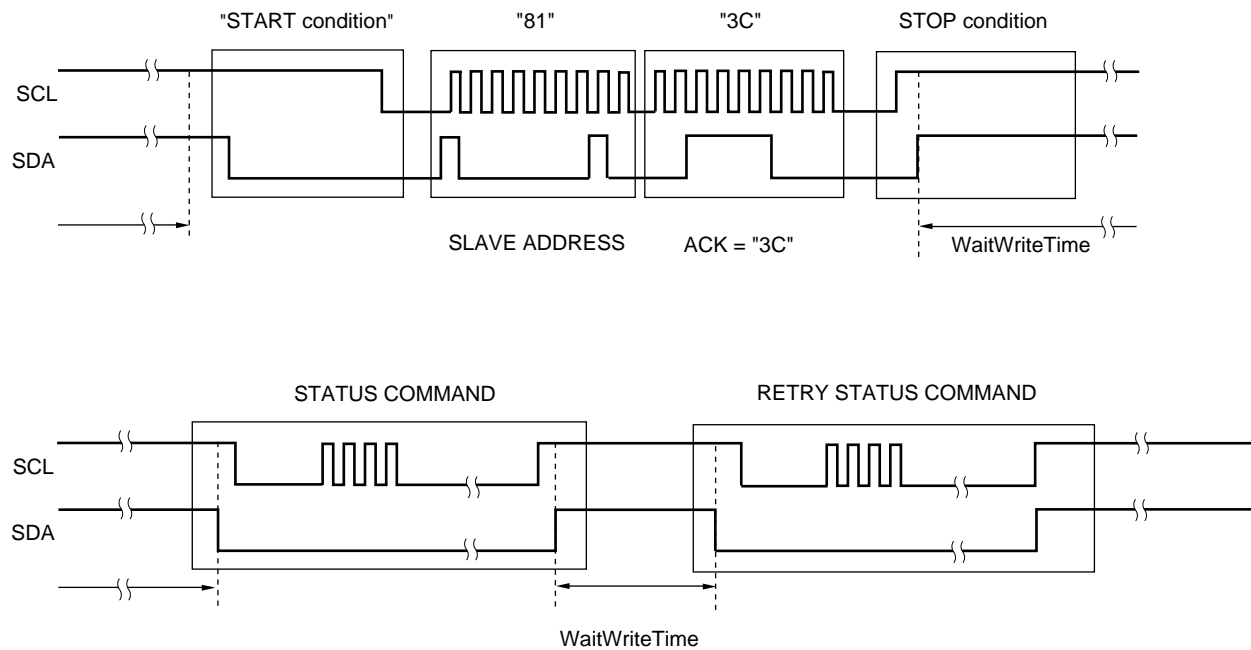 "START condition" "81" "3C" STOP condition
SCL
SDA
SLAVE ADDRESS ACK = "3C" WaitWriteTime
STATUS COMMAND RETRY STATUS COMMAND
SCL
SDA
WaitWriteTime